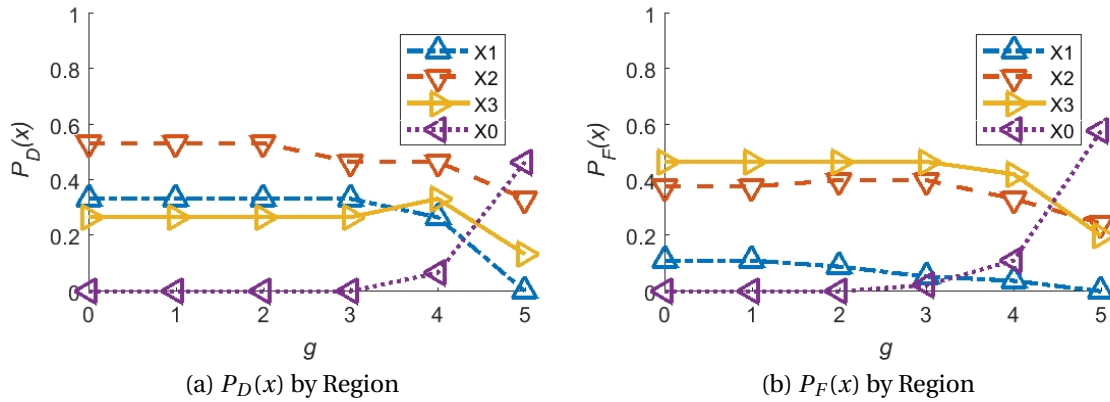 1
0.8
0.6
0.4
0.2
0
P_D(x)
X1
X2
X3
X0
0 1 2 3 4 5
g
(a) P_D(x) by Region
1
0.8
0.6
0.4
0.2
0
P_F(x)
X1
X2
X3
X0
0 1 2 3 4 5
g
(b) P_F(x) by Region